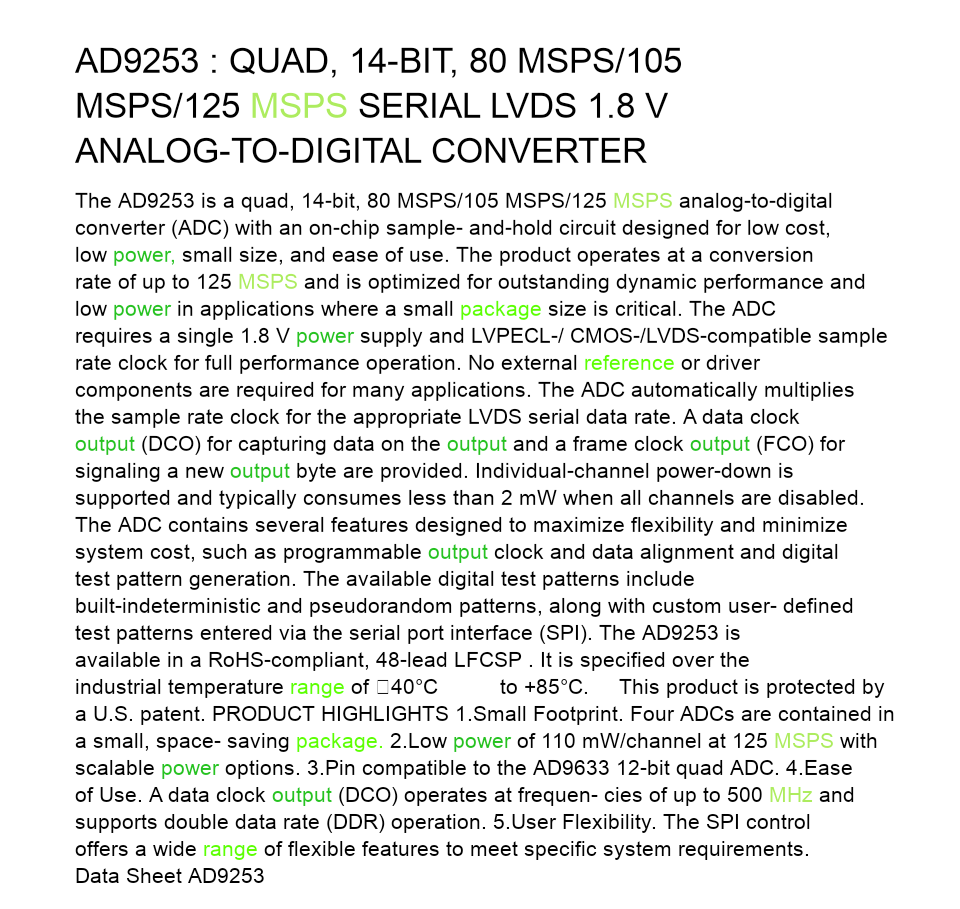 AD9253 : QUAD, 14-BIT, 80 MSPS/105
MSPS/125 MSPS SERIAL LVDS 1.8 V
ANALOG-TO-DIGITAL CONVERTER
The AD9253 is a quad, 14-bit, 80 MSPS/105 MSPS/125 MSPS analog-to-digital
converter (ADC) with an on-chip sample- and-hold circuit designed for low cost,
low power, small size, and ease of use. The product operates at a conversion
rate of up to 125 MSPS and is optimized for outstanding dynamic performance and
low power in applications where a small package size is critical. The ADC
requires a single 1.8 V power supply and LVPECL-/ CMOS-/LVDS-compatible sample
rate clock for full performance operation. No external reference or driver
components are required for many applications. The ADC automatically multiplies
the sample rate clock for the appropriate LVDS serial data rate. A data clock
output (DCO) for capturing data on the output and a frame clock output (FCO) for
signaling a new output byte are provided. Individual-channel power-down is
supported and typically consumes less than 2 mW when all channels are disabled.
The ADC contains several features designed to maximize flexibility and minimize
system cost, such as programmable output clock and data alignment and digital
test pattern generation. The available digital test patterns include
built-indeterministic and pseudorandom patterns, along with custom user- defined
test patterns entered via the serial port interface (SPI). The AD9253 is
available in a RoHS-compliant, 48-lead LFCSP . It is specified over the
industrial temperature range of □40°C to +85°C. This product is protected by
a U.S. patent. PRODUCT HIGHLIGHTS 1.Small Footprint. Four ADCs are contained in
a small, space- saving package. 2.Low power of 110 mW/channel at 125 MSPS with
scalable power options. 3.Pin compatible to the AD9633 12-bit quad ADC. 4.Ease
of Use. A data clock output (DCO) operates at frequen- cies of up to 500 MHz and
supports double data rate (DDR) operation. 5.User Flexibility. The SPI control
offers a wide range of flexible features to meet specific system requirements.
Data Sheet AD9253